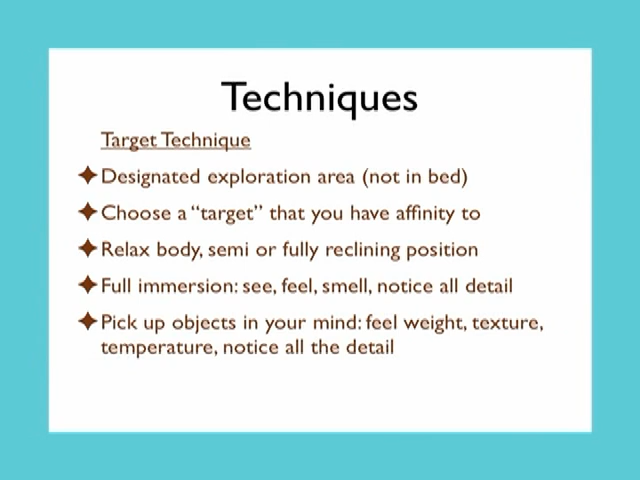 Techniques
Target Technique
Designated exploration area (not in bed)
Choose a “target” that you have affinity to
Relax body, semi or fully reclining position
Full immersion: see, feel, smell, notice all detail
Pick up objects in your mind: feel weight, texture,
temperature, notice all the detail